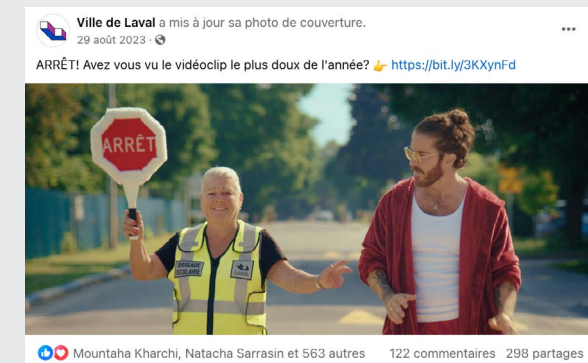 Ville de Laval a mis à jour sa photo de couverture.
29 août 2023 ·
ARRÊT! Avez vous vu le vidéoclip le plus doux de l'année? 👉 https://bit.ly/3KXynFd
ARRÊT
BRIGADE
SCOLAIRE
LAVAL
Mountaha Kharchi, Natacha Sarrasin et 563 autres 122 commentaires 298 partages